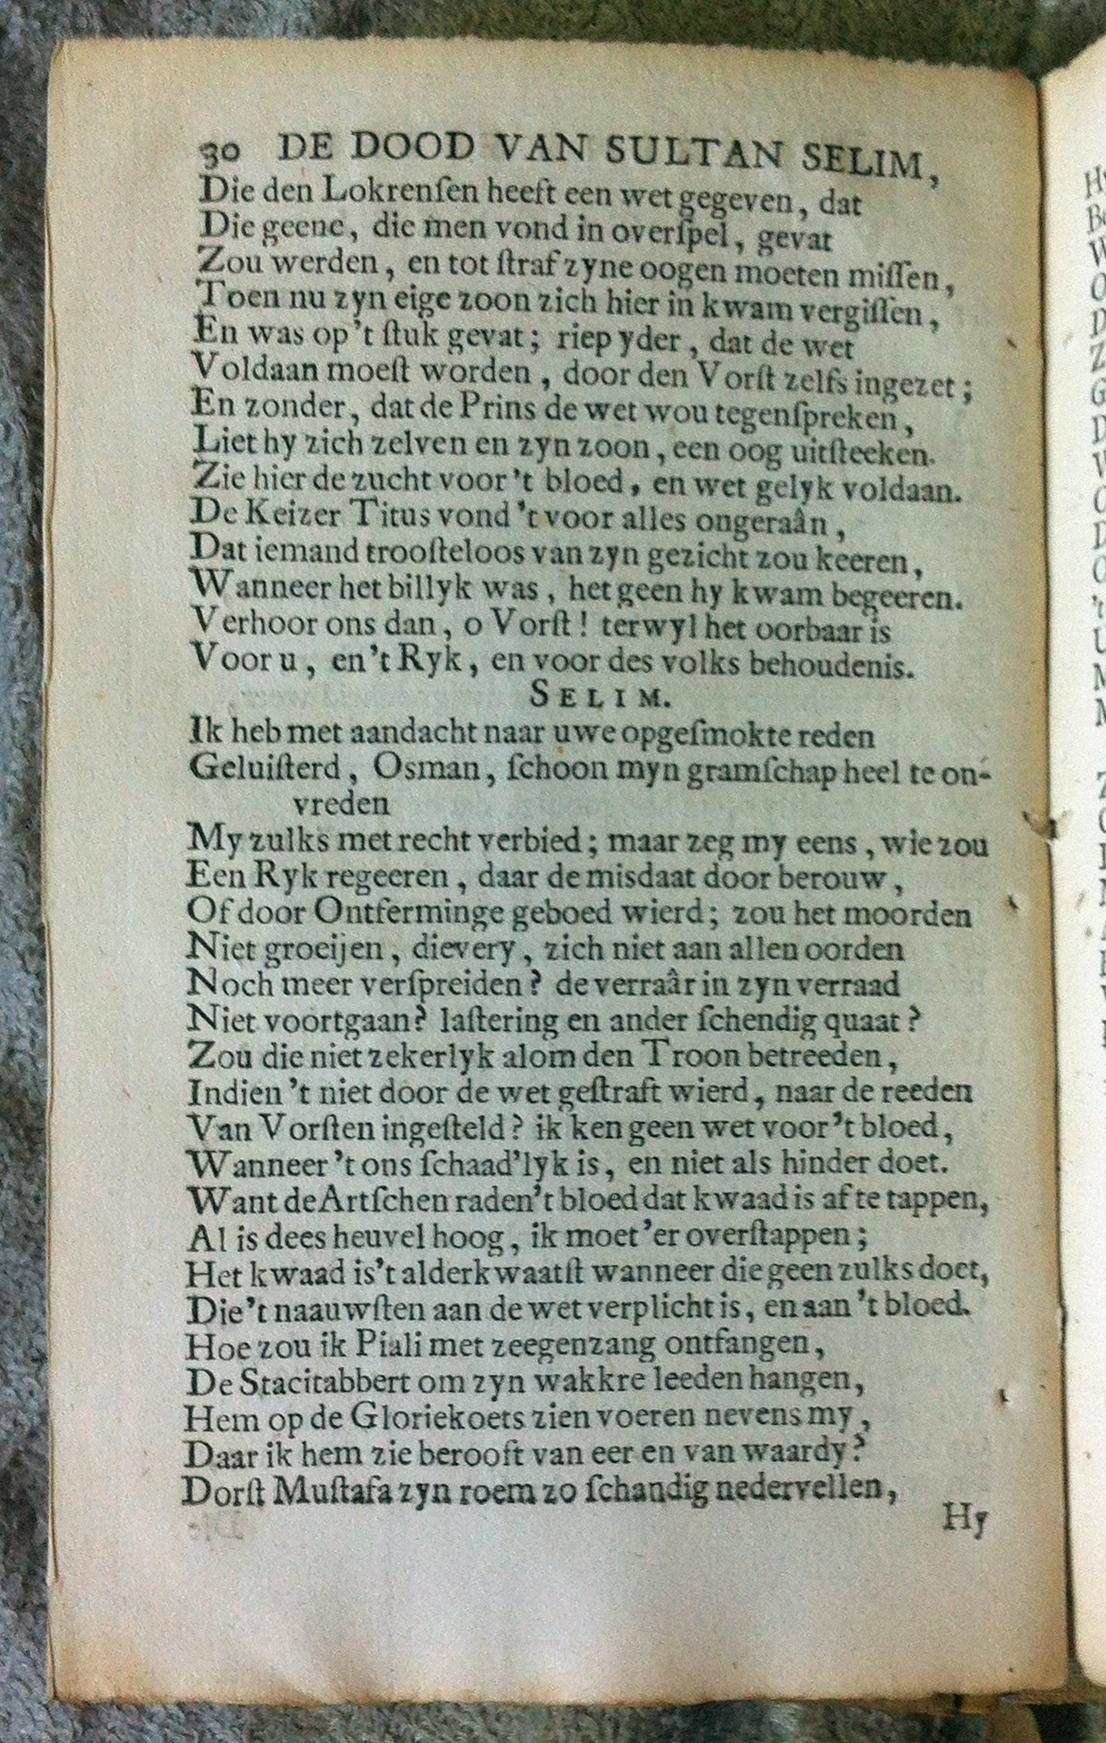 30 DE DOOD VAN SULTAN SELIM,
Die den Lokrenſen heeft een wet gegeven, dat
Die geene, die men vond in overſpel, gevat
Zou werden, en tot ſtraf zyne oogen moeten miſſen,
Toen nu zyn eige zoon zich hier in kwam vergiſſen,
En was op 't ſtuk gevat; riep yder, dat de wet
Voldaan moeſt worden, door den Vorſt zelfs ingezet;
En zonder, dat de Prins de wet wou tegenſpreken,
Liet hy zich zelven en zyn zoon, een oog uitſteeken.
Zie hier de zucht voor 't bloed, en wet gelyk voldaan.
De Keizer Titus vond 't voor alles ongeraân,
Dat iemand trooſteloos van zyn gezicht zou keeren,
Wanneer het billyk was, het geen hy kwam begeeren.
Verhoor ons dan, o Vorſt! terwyl het oorbaar is
Voor u, en 't Ryk, en voor des volks behoudenis.
SELIM.
Ik heb met aandacht naar uwe opgeſmokte reden
Geluiſterd, Osman, ſchoon myn gramſchap heel te on-
vreden
My zulks met recht verbied; maar zeg my eens, wie zou
Een Ryk regeeren, daar de misdaat door berouw,
Of door Ontferminge geboed wierd; zou het moorden
Niet groeijen, dievery, zich niet aan allen oorden
Noch meer verſpreiden? de verraâr in zyn verraad
Niet voortgaan? laſtering en ander ſchendig quaat?
Zou die niet zekerlyk alom den Troon betreeden,
Indien 't niet door de wet geſtraft wierd, naar de reeden
Van Vorſten ingeſteld? ik ken geen wet voor 't bloed,
Wanneer 't ons ſchaad'lyk is, en niet als hinder doet.
Want de Artſchen raden 't bloed dat kwaad is af te tappen,
Al is dees heuvel hoog, ik moet 'er overſtappen;
Het kwaad is 't alderkwaatſt wanneer die geen zulks doet,
Die 't naauwſten aan de wet verplicht is, en aan 't bloed.
Hoe zou ik Piali met zeegenzang ontfangen,
De Stacitabbert om zyn wakkre leeden hangen,
Hem op de Gloriekoets zien voeren nevens my,
Daar ik hem zie berooft van eer en van waardy?
Dorſt Muſtafa zyn roem zo ſchandig nedervellen,
Hy